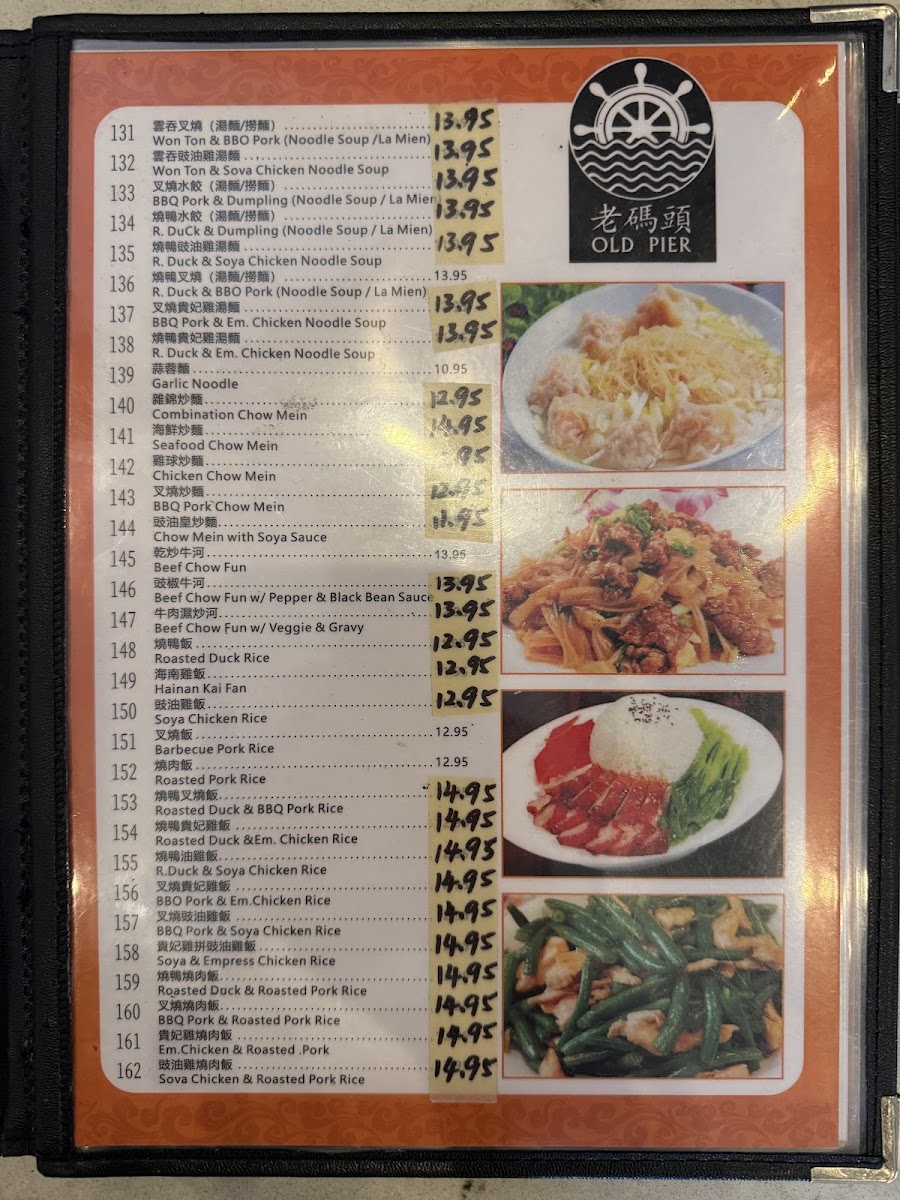 老碼頭
OLD PIER
131 雲吞叉燒（湯麵/撈麵） 13.95
Won Ton & BBO Pork (Noodle Soup /La Mien)
132 雲吞豉油雞湯麵 13.95
Won Ton & Sova Chicken Noodle Soup
133 叉燒水餃（湯麵/撈麵） 13.95
BBQ Pork & Dumpling (Noodle Soup / La Mien
134 燒鴨水餃（湯麵/撈麵） 13.95
R. DuCk & Dumpling (Noodle Soup / La Mien)
135 燒鴨豉油雞湯麵 13.95
R. Duck & Soya Chicken Noodle Soup
136 燒鴨叉燒（湯麵/撈麵） 13.95
R. Duck & BBO Pork (Noodle Soup / La Mien)
137 叉燒貴妃雞湯麵 13.95
BBQ Pork & Em. Chicken Noodle Soup
138 燒鴨貴妃雞湯麵 13.95
R. Duck & Em. Chicken Noodle Soup
139 蒜蓉麵 10.95
Garlic Noodle
140 雜錦炒麵 12.95
Combination Chow Mein
141 海鮮炒麵 14.95
Seafood Chow Mein
142 雞球炒麵 .95
Chicken Chow Mein
143 叉燒炒麵 12.95
BBQ Pork Chow Mein
144 豉油皇炒麵 11.95
Chow Mein with Soya Sauce
145 乾炒牛河 13.95
Beef Chow Fun
146 豉椒牛河 13.95
Beef Chow Fun w/ Pepper & Black Bean Sauce
147 牛肉濕炒河 13.95
Beef Chow Fun w/ Veggie & Gravy
148 燒鴨飯 12.95
Roasted Duck Rice
149 海南雞飯 12.95
Hainan Kai Fan
150 豉油雞飯 12.95
Soya Chicken Rice
151 叉燒飯 12.95
Barbecue Pork Rice
152 燒肉飯 12.95
Roasted Pork Rice
153 燒鴨叉燒飯 14.95
Roasted Duck & BBQ Pork Rice
154 燒鴨貴妃雞飯 14.95
Roasted Duck &Em. Chicken Rice
155 燒鴨油雞飯 14.95
R.Duck & Soya Chicken Rice
156 叉燒貴妃雞飯 14.95
BBO Pork & Em.Chicken Rice
157 叉燒豉油雞飯 14.95
BBQ Pork & Soya Chicken Rice
158 貴妃雞拼豉油雞飯 14.95
Soya & Empress Chicken Rice
159 燒鴨燒肉飯 14.95
Roasted Duck & Roasted Pork Rice
160 叉燒燒肉飯 14.95
BBQ Pork & Roasted Pork Rice
161 貴妃雞燒肉飯 14.95
Em.Chicken & Roasted .Pork
162 豉油雞燒肉飯 14.95
Sova Chicken & Roasted Pork Rice